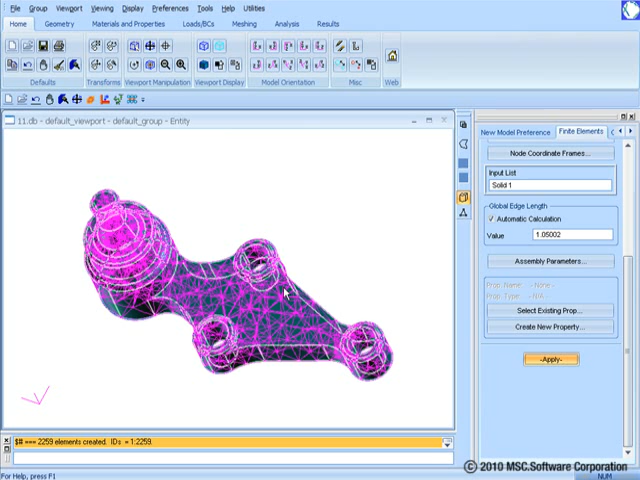 File Group Viewport Viewing Display Preferences Tools Help Utilities
Home Geometry Materials and Properties Loads/BCs Meshing Analysis Results
Defaults Transforms Viewport Manipulation Viewport Display Model Orientation Misc Web
11.db - default_viewport - default_group - Entity
New Model Preference Finite Elements
Node Coordinate Frames...
Input List
Solid 1
Global Edge Length
Automatic Calculation
Value 1.05002
Assembly Parameters...
Prop. Name: - None -
Prop. Type: - N/A -
Select Existing Prop...
Create New Property...
-Apply-
$# === 2259 elements created. IDs = 1:2259.
© 2010 MSC.Software Corporation
For Help, press F1
NUM